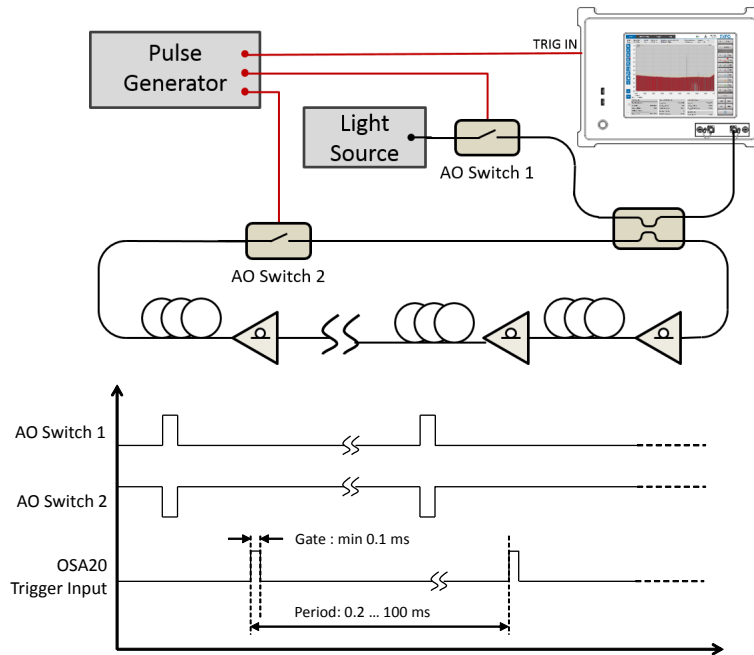 Pulse
Generator
TRIG IN
Light
Source
AO Switch 1
AO Switch 2
AO Switch 1
AO Switch 2
OSA20
Trigger Input
Gate : min 0.1 ms
Period: 0.2 ... 100 ms